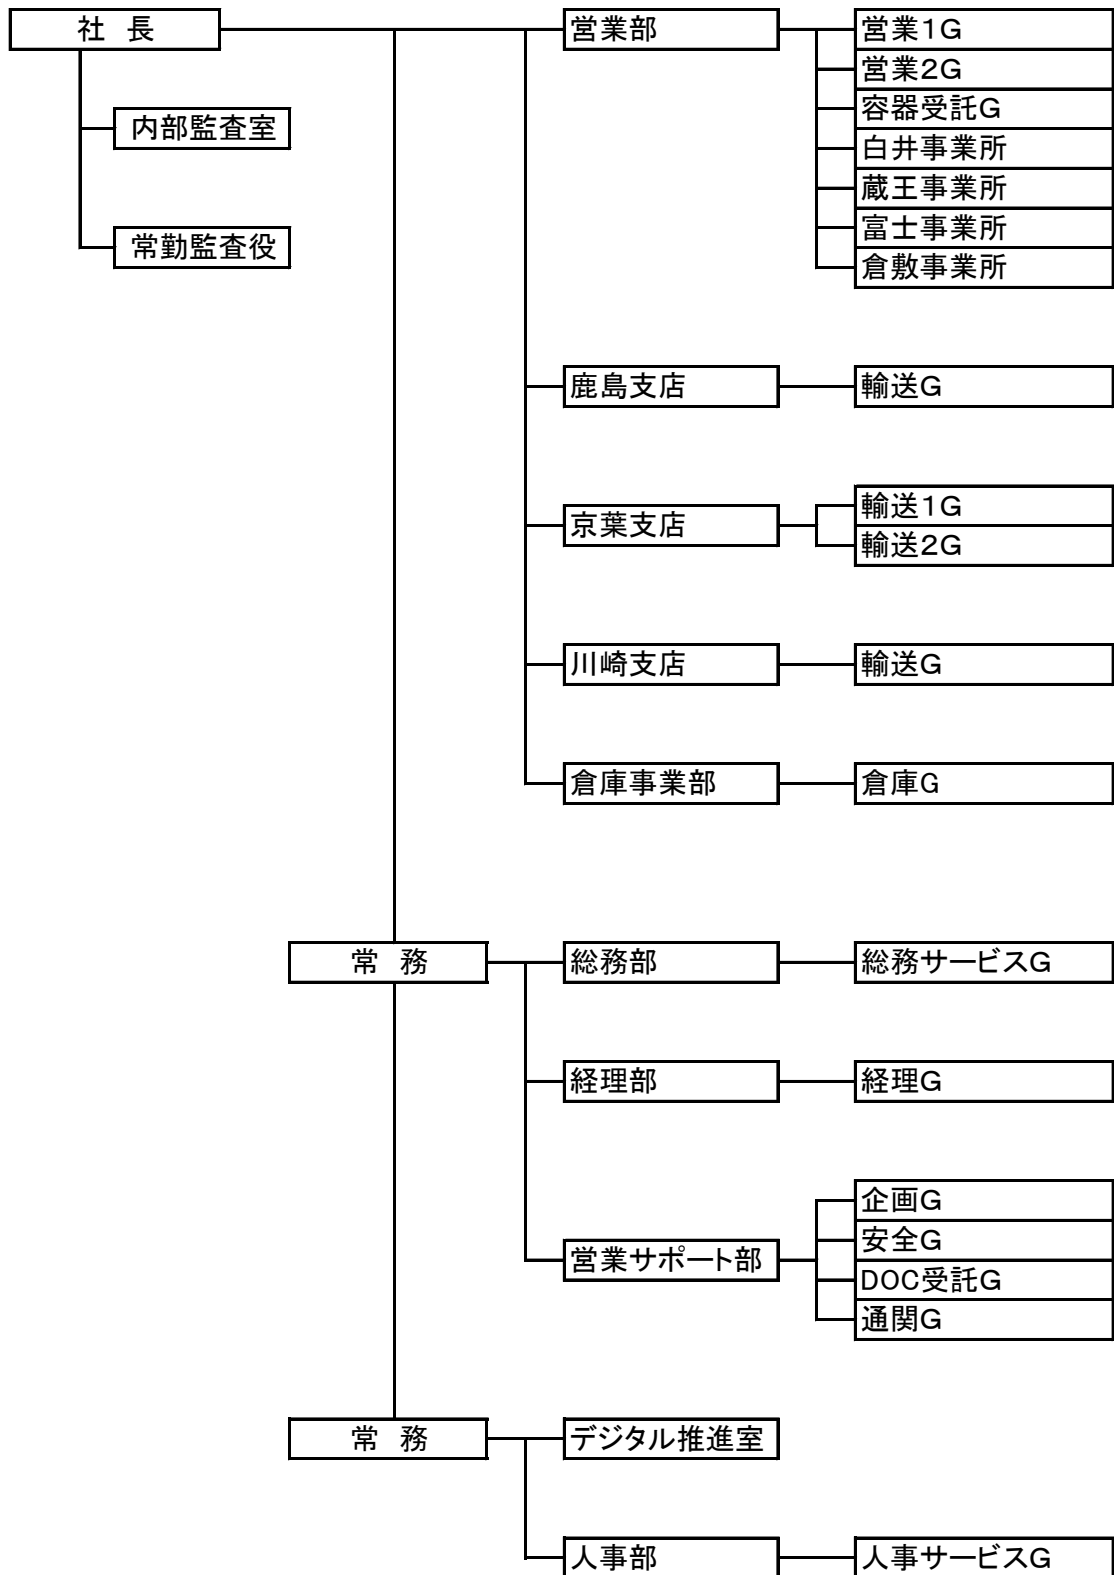 社 長
営業部
営業1G
営業2G
容器受託G
内部監査室
白井事業所
蔵王事業所
常勤監査役
富士事業所
倉敷事業所
鹿島支店
輸送G
京葉支店
輸送1G
輸送2G
川崎支店
輸送G
倉庫事業部
倉庫G
常 務
総務部
総務サービスG
経理部
経理G
営業サポート部
企画G
安全G
DOC受託G
通関G
常 務
デジタル推進室
人事部
人事サービスG